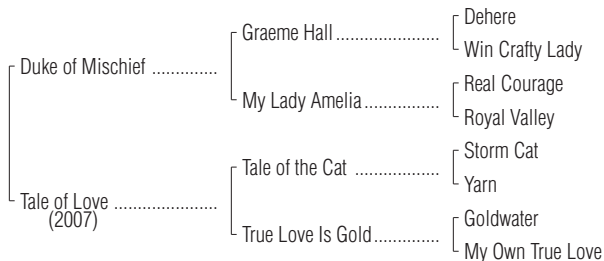 Dehere
Graeme Hall ..................
Win Crafty Lady
Duke of Mischief .............
Real Courage
My Lady Amelia .............
Royal Valley
Storm Cat
Tale of the Cat ...............
Yarn
Tale of Love ....................
(2007)
Goldwater
True Love Is Gold ...........
My Own True Love